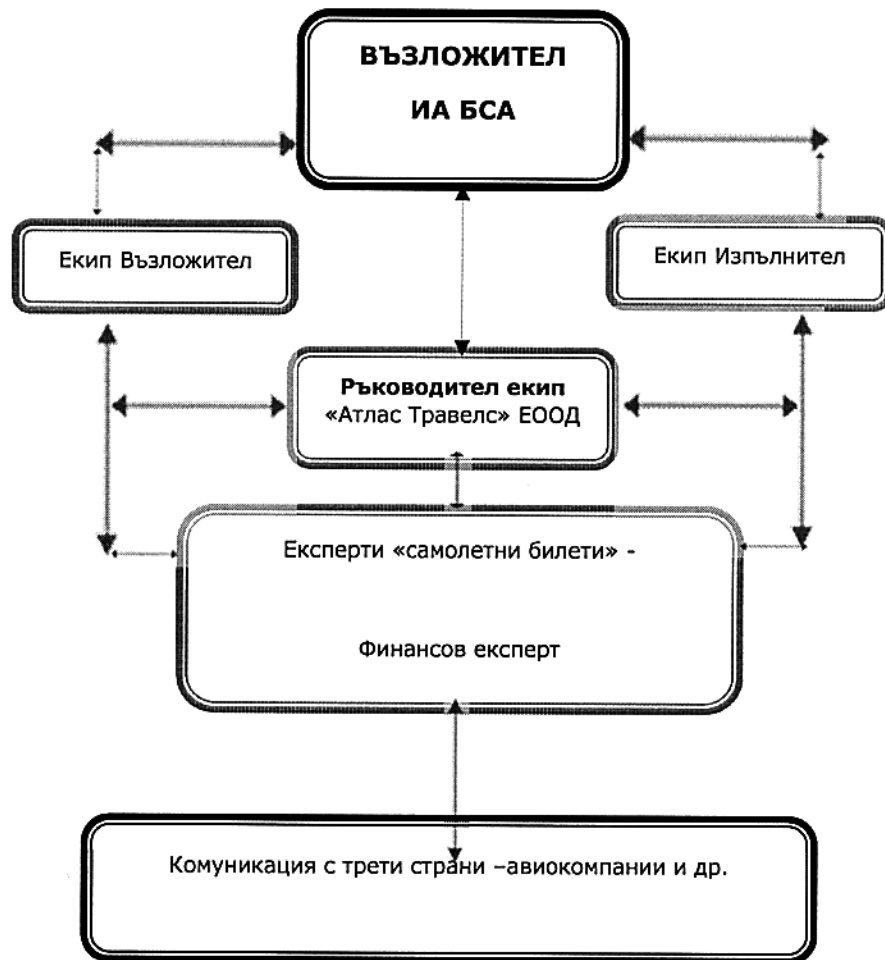 ВЪЗЛОЖИТЕЛ
ИА БСА
Екип Възложител
Екип Изпълнител
Ръководител екип
«Атлас Травелс» ЕООД
Експерти «самолетни билети» -
Финансов експерт
Комуникация с трети страни –авиокомпании и др.